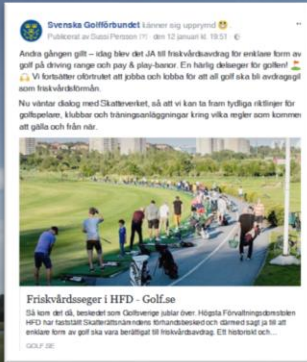 Svenska Golfförbundet känner sig upprymd
Publicerat av Sussi Persson [?] · den 12 januari kl. 19:51 ·
Andra gången gillt – idag blev det JA till friskvårdsavdrag för enklare form av
golf på driving range och pay & play-banor. En härlig delseger för golfen!
Vi fortsätter oförtrutet att jobba och lobba för att all golf ska bli avdragsgil
som friskvårdsförmån.
Nu väntar dialog med Skatteverket, så att vi kan ta fram tydliga riktlinjer för
golfspelare, klubbar och träningsanläggningar kring vilka regler som kommer
att gälla och från när.
Friskvårdsseger i HFD - Golf.se
Så kom det då, beskedet som Golfsverige jublar över. Högsta Förvaltningsdomstolen
HFD har fastställt Skatterättsnämndens förhandsbesked och därmed sagt ja till att
enklare form av golf ska vara berättigat till friskvårdsavdrag. Ett historiskt och…
GOLF.SE